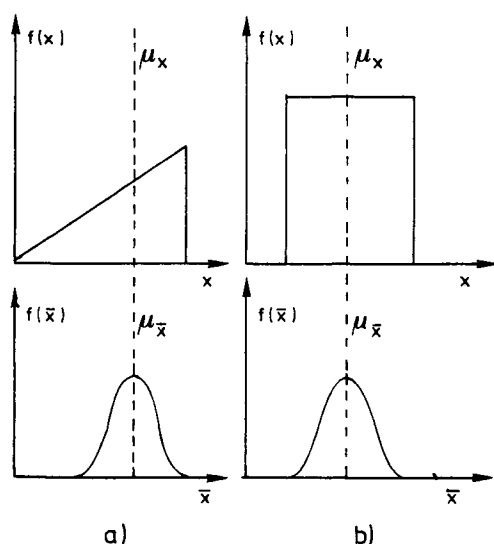 f(x)
μx
f(x)
μx
x
x
f(x̄)
μx̄
f(x̄)
μx̄
x̄
x̄
a)
b)